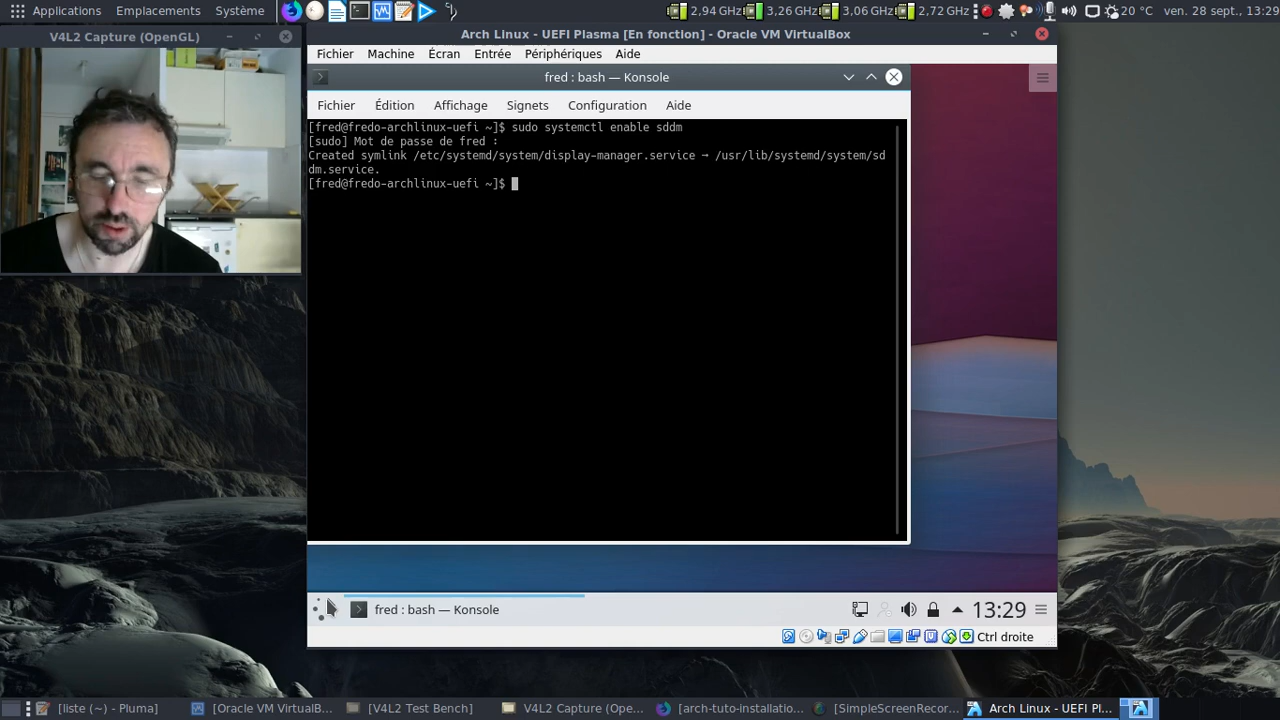 Applications Emplacements Système 2,94 GHz 3,26 GHz 3,06 GHz 2,72 GHz 20 °C ven. 28 sept., 13:29
V4L2 Capture (OpenGL)
Arch Linux - UEFI Plasma [En fonction] - Oracle VM VirtualBox
Fichier Machine Écran Entrée Périphériques Aide
fred : bash — Konsole
Fichier Édition Affichage Signets Configuration Aide
[fred@fredo-archlinux-uefi ~]$ sudo systemctl enable sddm
[sudo] Mot de passe de fred :
Created symlink /etc/systemd/system/display-manager.service → /usr/lib/systemd/system/sd
dm.service.
[fred@fredo-archlinux-uefi ~]$
fred : bash — Konsole 13:29
Ctrl droite
[liste (~) - Pluma] [Oracle VM VirtualB... [V4L2 Test Bench] V4L2 Capture (Ope... [arch-tuto-installatio... [SimpleScreenRecor... Arch Linux - UEFI Pl...